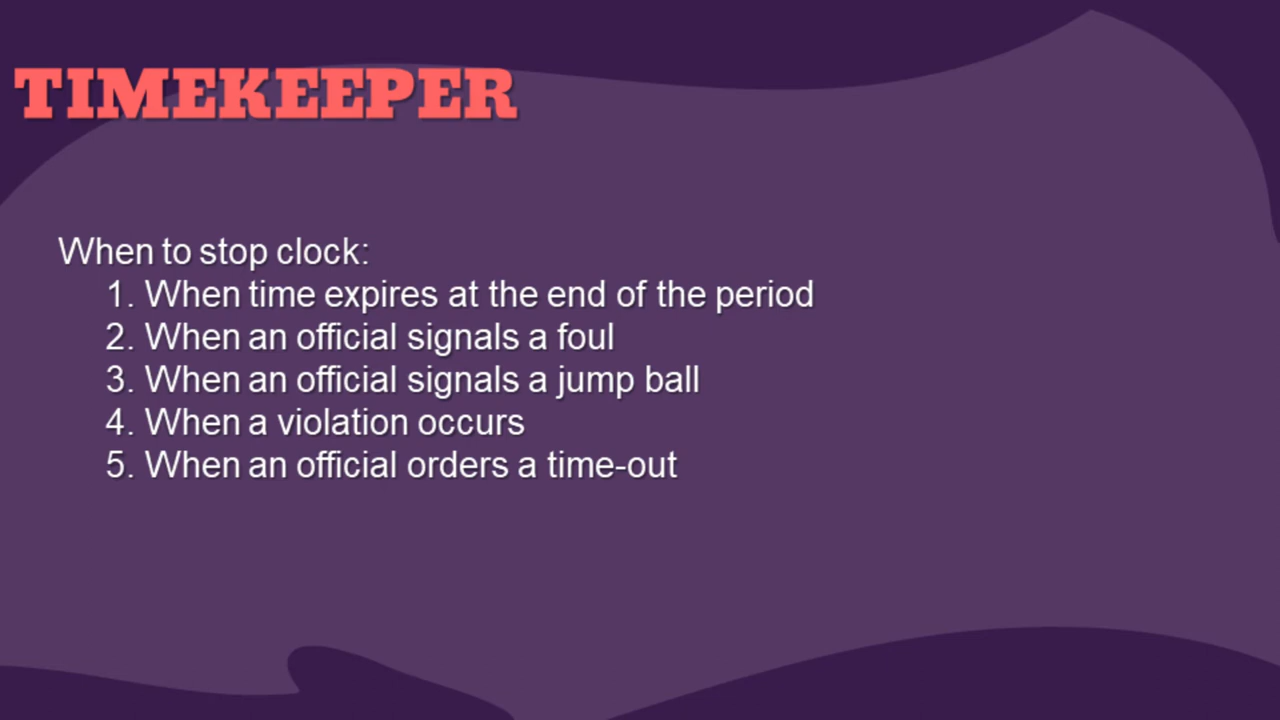 TIMEKEEPER
When to stop clock:
1. When time expires at the end of the period
2. When an official signals a foul
3. When an official signals a jump ball
4. When a violation occurs
5. When an official orders a time-out